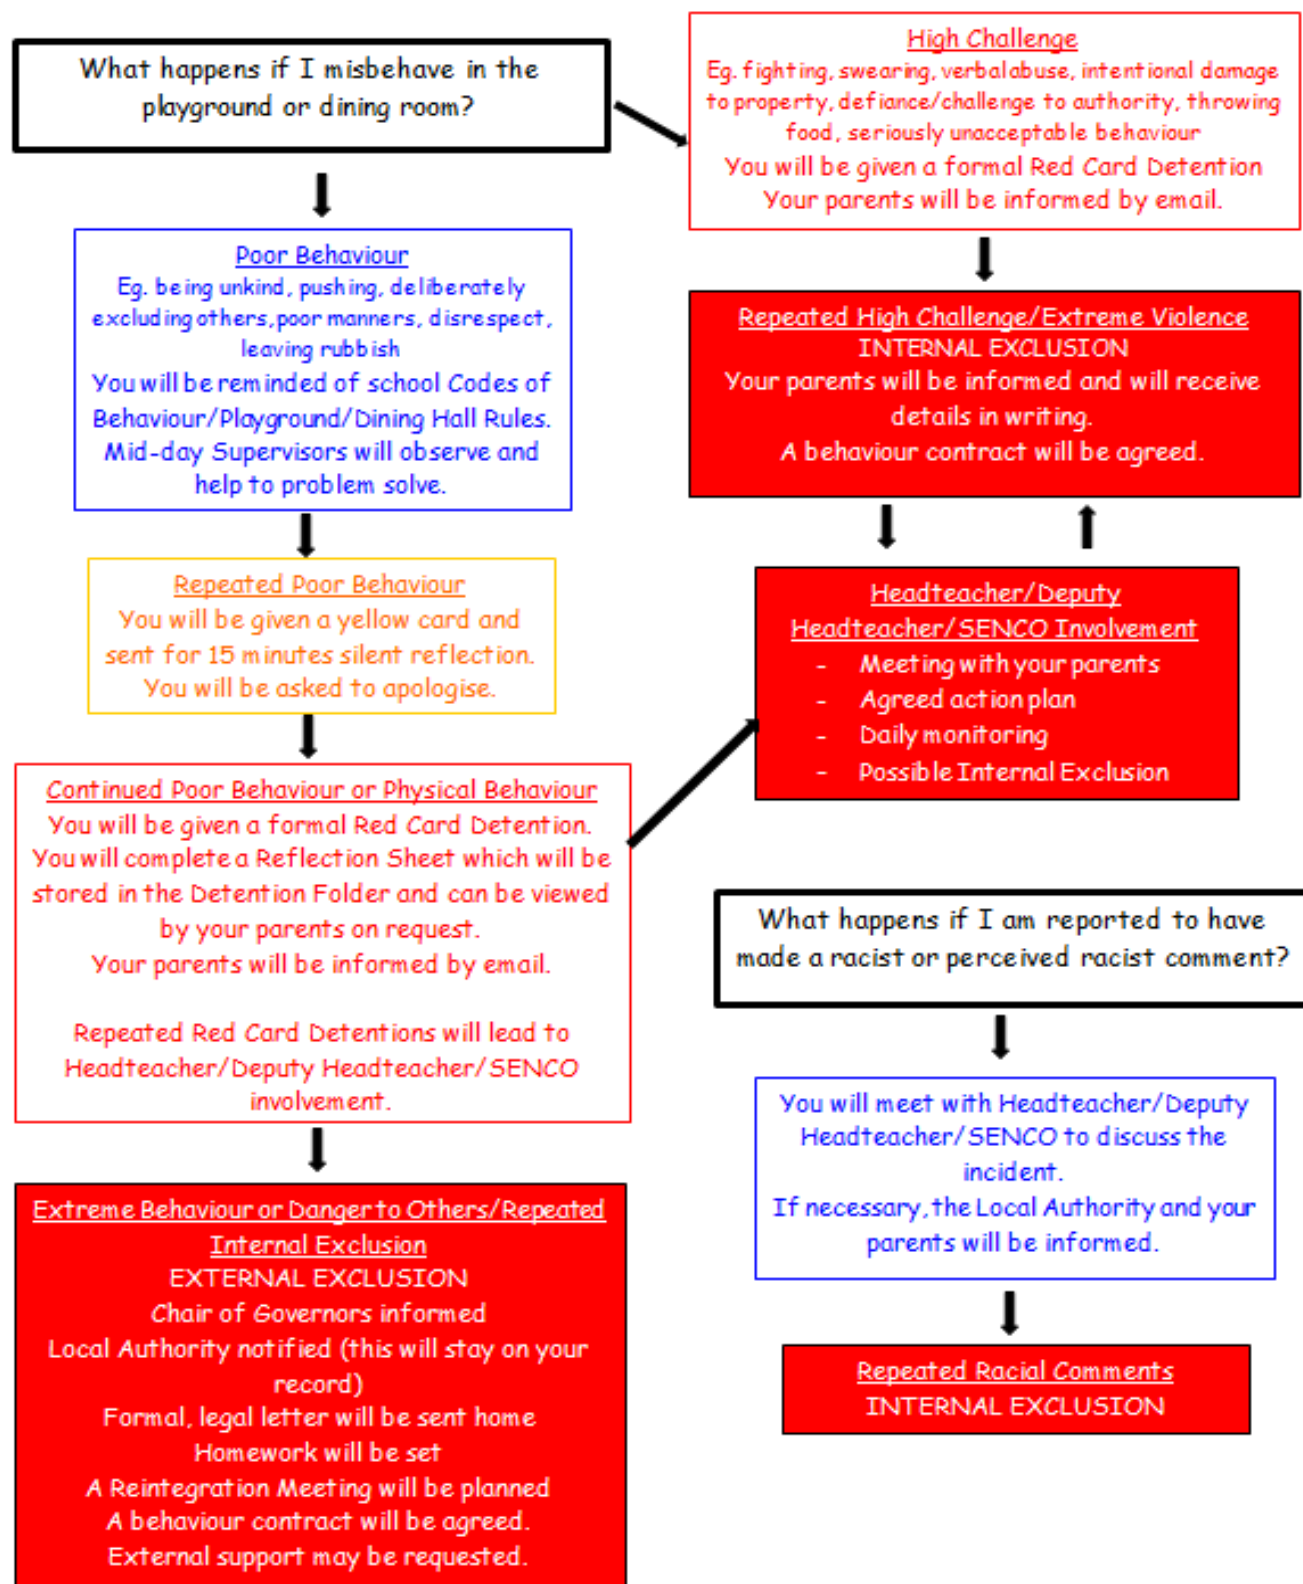 What happens if I misbehave in the
playground or dining room?
High Challenge
Eg. fighting, swearing, verbal abuse, intentional damage
to property, defiance/challenge to authority, throwing
food, seriously unacceptable behaviour
You will be given a formal Red Card Detention
Your parents will be informed by email.
Poor Behaviour
Eg. being unkind, pushing, deliberately
excluding others, poor manners, disrespect,
leaving rubbish
You will be reminded of school Codes of
Behaviour/Playground/Dining Hall Rules.
Mid-day Supervisors will observe and
help to problem solve.
Repeated High Challenge/Extreme Violence
INTERNAL EXCLUSION
Your parents will be informed and will receive
details in writing.
A behaviour contract will be agreed.
Repeated Poor Behaviour
You will be given a yellow card and
sent for 15 minutes silent reflection.
You will be asked to apologise.
Headteacher/Deputy
Headteacher/SENCO Involvement
- Meeting with your parents
- Agreed action plan
- Daily monitoring
- Possible Internal Exclusion
Continued Poor Behaviour or Physical Behaviour
You will be given a formal Red Card Detention.
You will complete a Reflection Sheet which will be
stored in the Detention Folder and can be viewed
by your parents on request.
Your parents will be informed by email.
Repeated Red Card Detentions will lead to
Headteacher/Deputy Headteacher/SENCO
involvement.
What happens if I am reported to have
made a racist or perceived racist comment?
You will meet with Headteacher/Deputy
Headteacher/SENCO to discuss the
incident.
If necessary, the Local Authority and your
parents will be informed.
Extreme Behaviour or Danger to Others/Repeated
Internal Exclusion
EXTERNAL EXCLUSION
Chair of Governors informed
Local Authority notified (this will stay on your
record)
Formal, legal letter will be sent home
Homework will be set
A Reintegration Meeting will be planned
A behaviour contract will be agreed.
External support may be requested.
Repeated Racial Comments
INTERNAL EXCLUSION